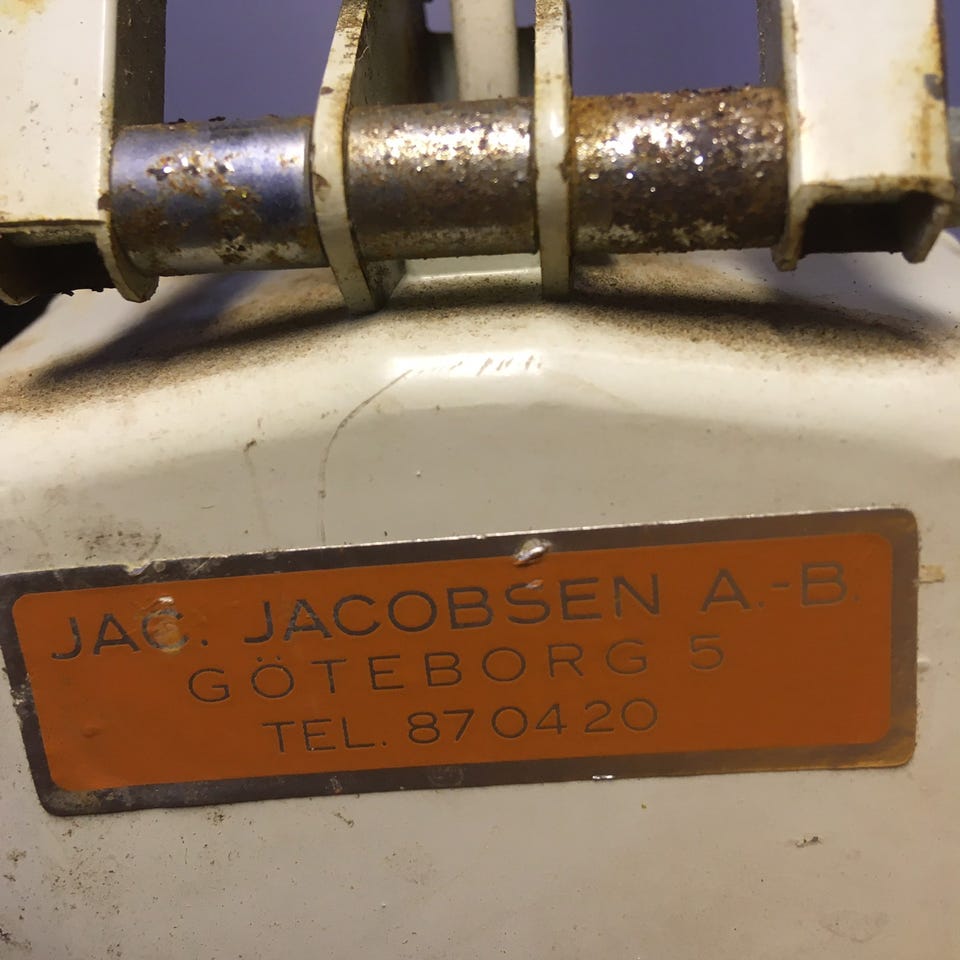 JAC. JACOBSEN A.-B.
GÖTEBORG 5
TEL. 870420